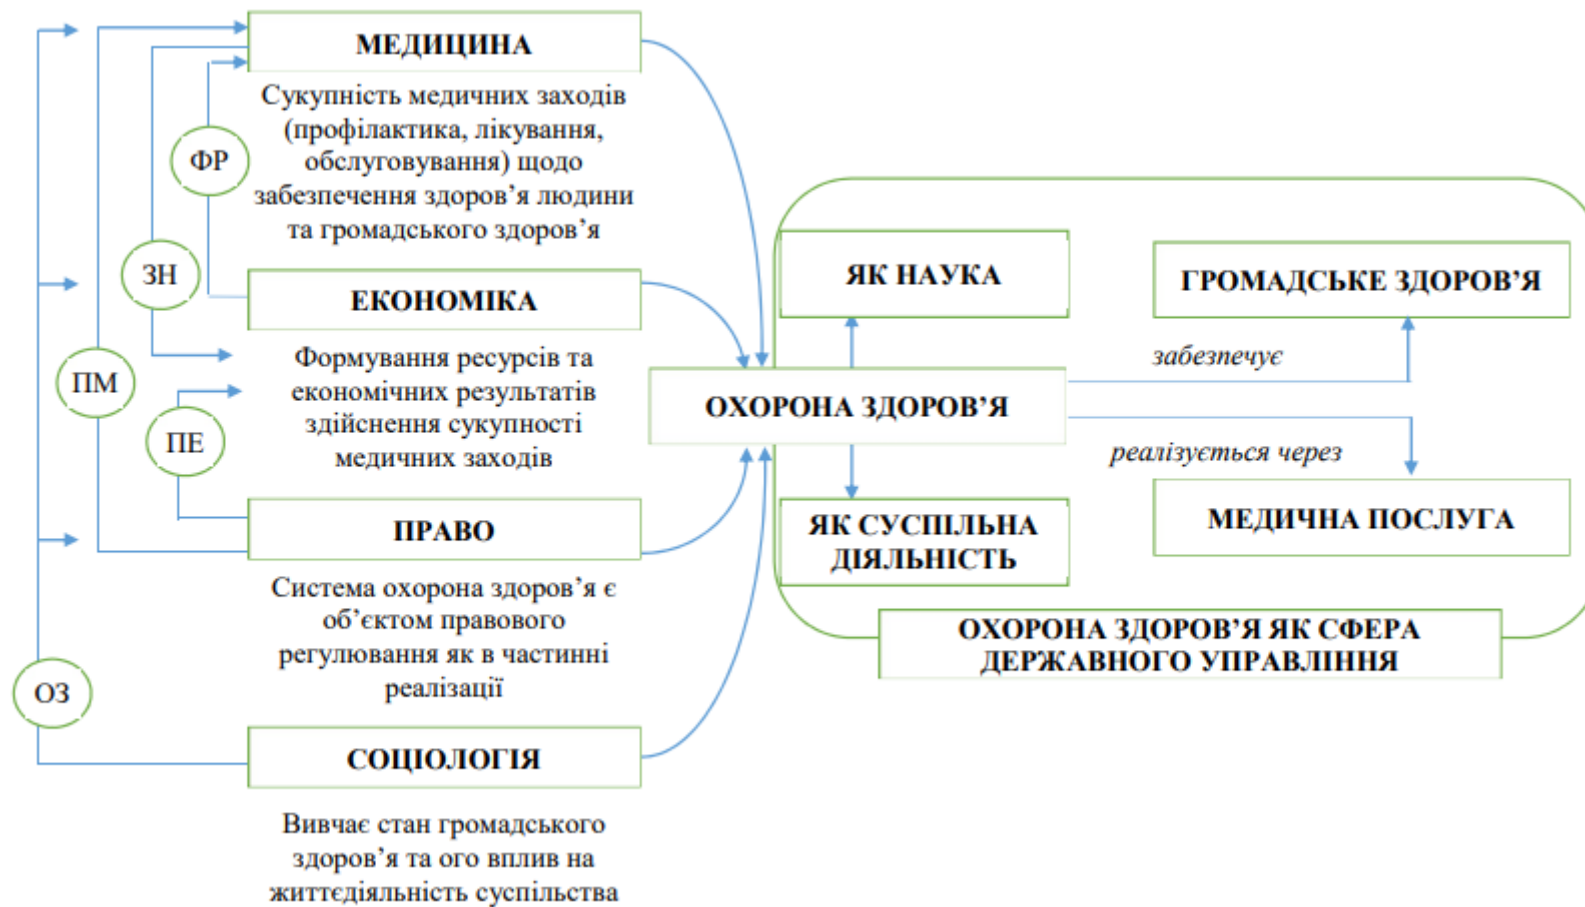 МЕДИЦИНА
Сукупність медичних заходів
(профілактика, лікування,
обслуговування) щодо
забезпечення здоров’я людини
та громадського здоров’я
ФР
ЗН
ЕКОНОМІКА
Формування ресурсів та
економічних результатів
здійснення сукупності
медичних заходів
ПМ
ПЕ
ПРАВО
Система охорона здоров’я є
об’єктом правового
регулювання як в частинні
реалізації
ОЗ
СОЦІОЛОГІЯ
Вивчає стан громадського
здоров’я та ого вплив на
життєдіяльність суспільства
ЯК НАУКА
ГРОМАДСЬКЕ ЗДОРОВ’Я
забезпечує
ОХОРОНА ЗДОРОВ’Я
реалізується через
ЯК СУСПІЛЬНА
ДІЯЛЬНІСТЬ
МЕДИЧНА ПОСЛУГА
ОХОРОНА ЗДОРОВ’Я ЯК СФЕРА
ДЕРЖАВНОГО УПРАВЛІННЯ